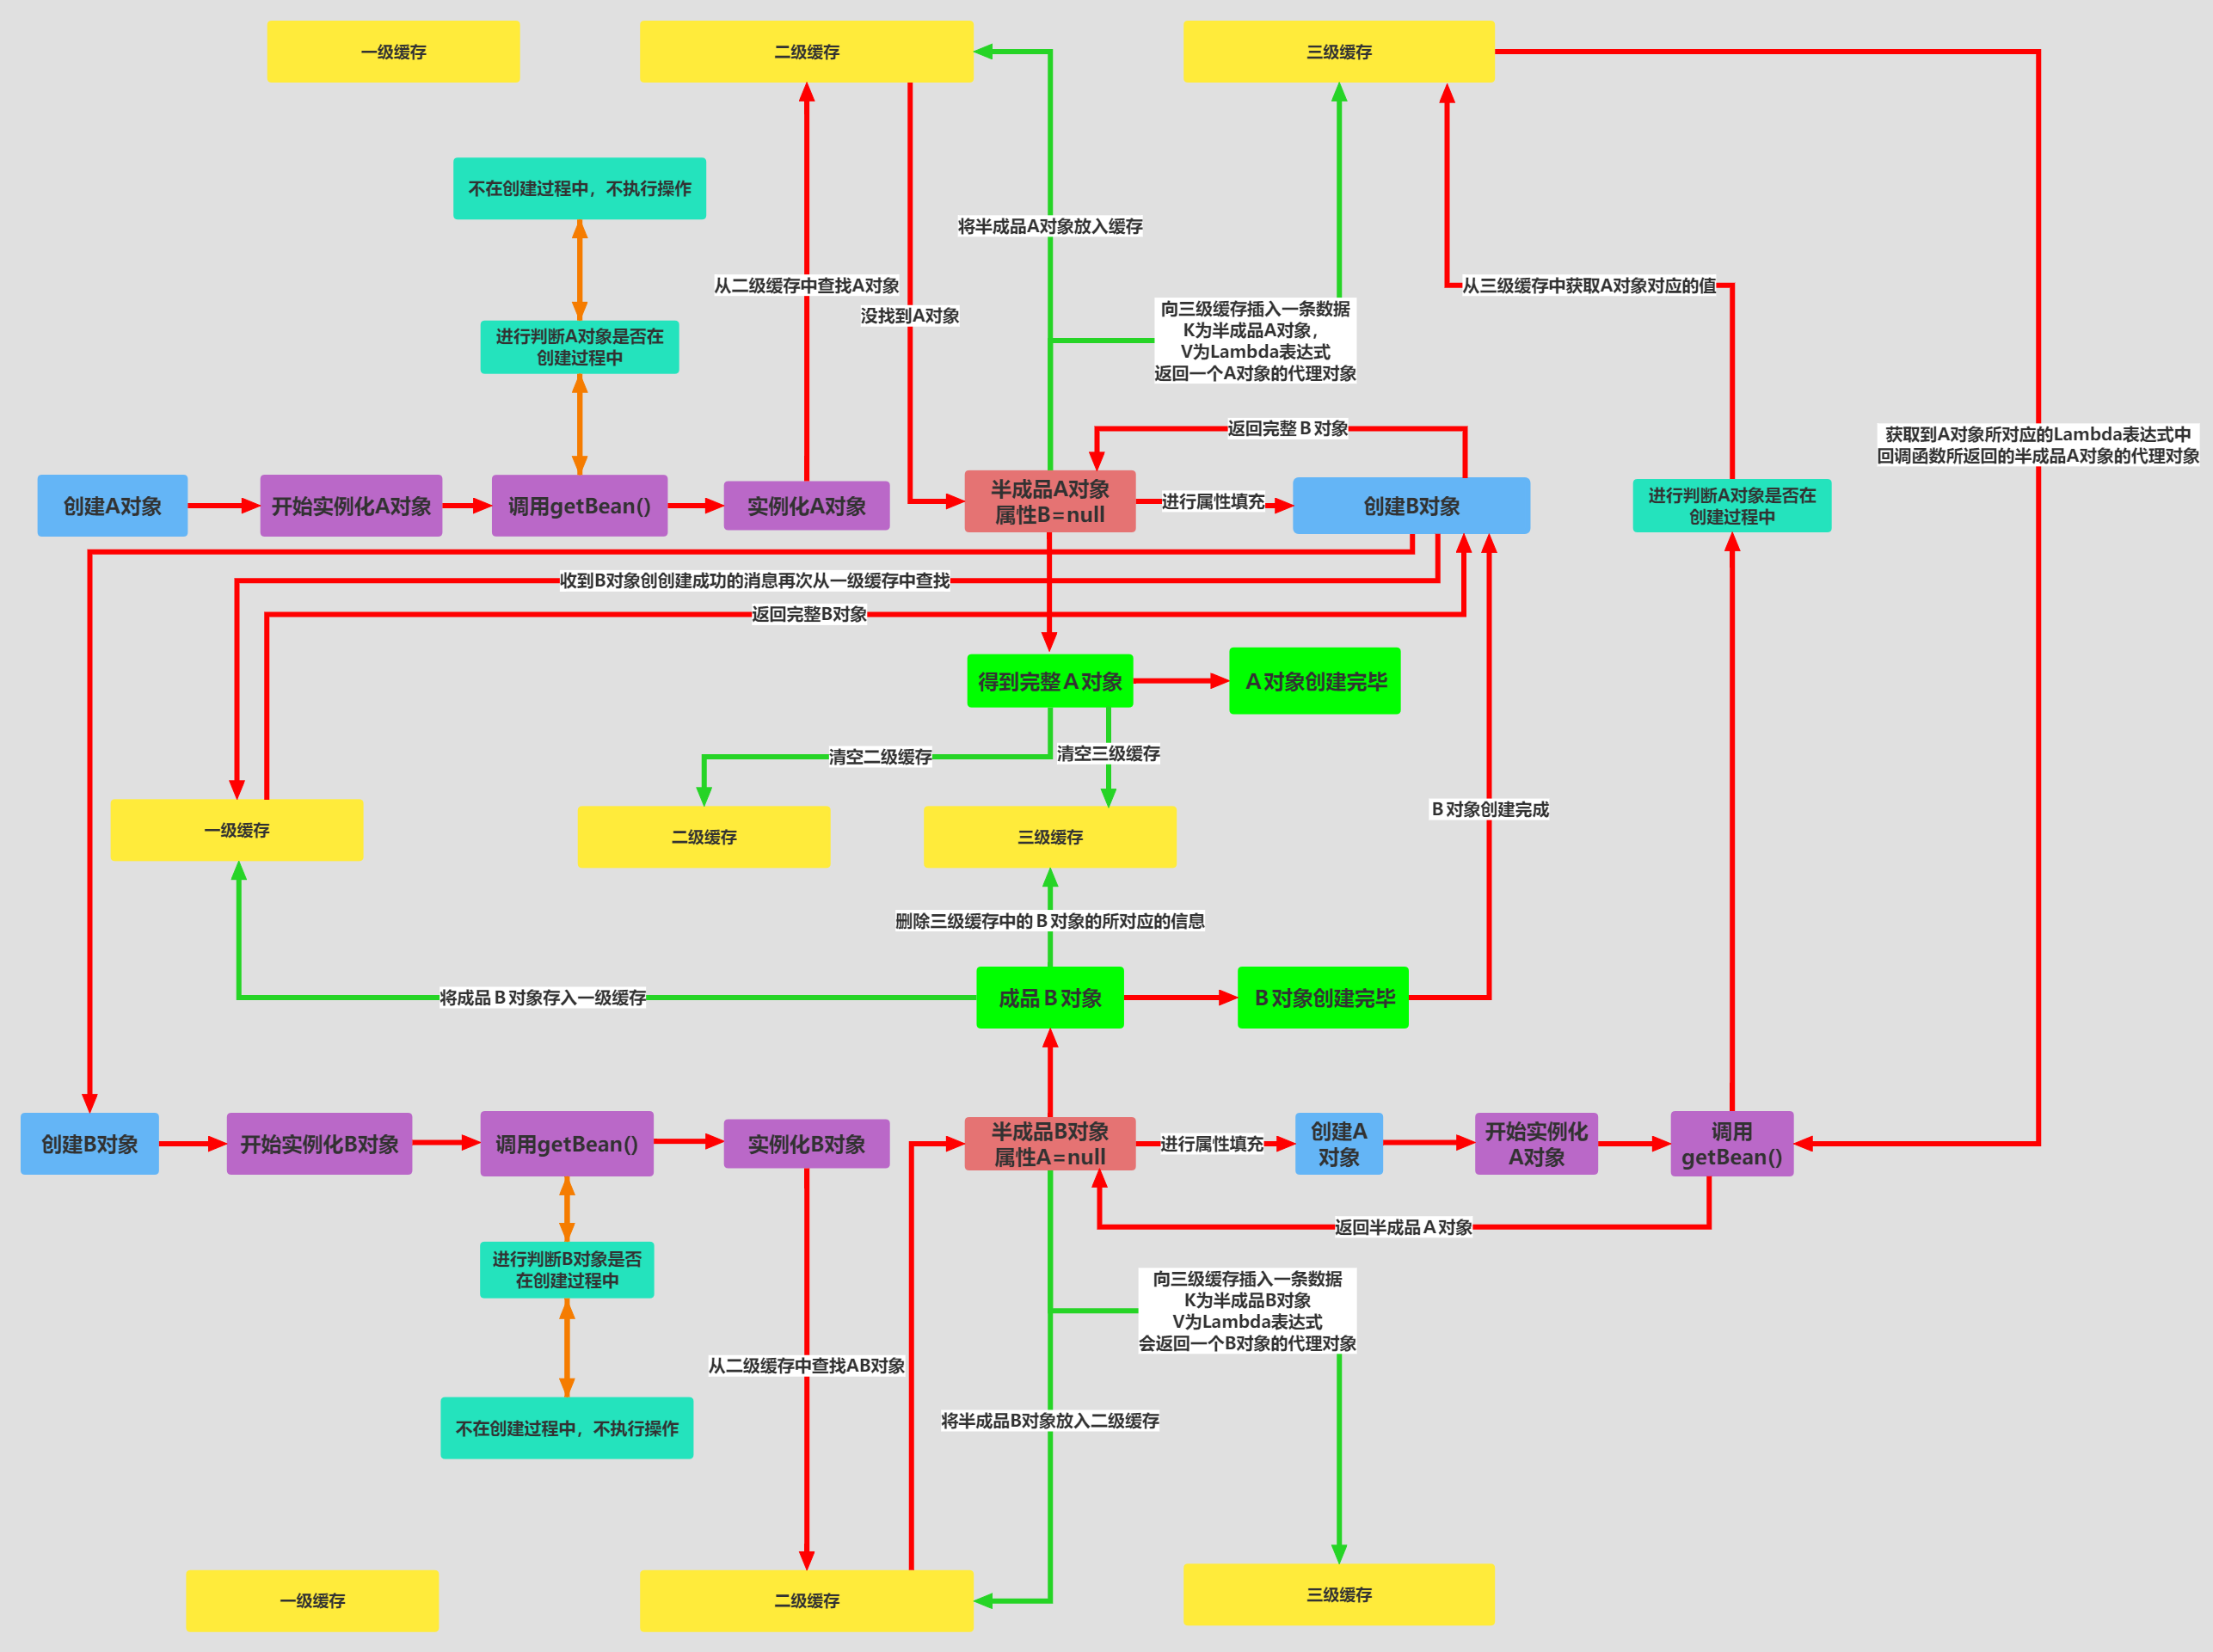 一级缓存
二级缓存
三级缓存
不在创建过程中，不执行操作
将半成品A对象放入缓存
从二级缓存中查找A对象
从三级缓存中获取A对象对应的值
没找到A对象
向三级缓存插入一条数据
K为半成品A对象，
V为Lambda表达式
返回一个A对象的代理对象
进行判断A对象是否在
创建过程中
返回完整B对象
获取到A对象所对应的Lambda表达式中
回调函数所返回的半成品A对象的代理对象
创建A对象
开始实例化A对象
调用getBean()
实例化A对象
半成品A对象
属性B=null
进行属性填充
创建B对象
进行判断A对象是否在
创建过程中
收到B对象创创建成功的消息再次从一级缓存中查找
返回完整B对象
得到完整A对象
A对象创建完毕
清空二级缓存
清空三级缓存
一级缓存
二级缓存
三级缓存
B对象创建完成
删除三级缓存中的B对象的所对应的信息
将成品B对象存入一级缓存
成品B对象
B对象创建完毕
创建B对象
开始实例化B对象
调用getBean()
实例化B对象
半成品B对象
属性A=null
进行属性填充
创建A
对象
开始实例化
A对象
调用
getBean()
返回半成品A对象
进行判断B对象是否
在创建过程中
向三级缓存插入一条数据
K为半成品B对象
V为Lambda表达式
会返回一个B对象的代理对象
从二级缓存中查找AB对象
将半成品B对象放入二级缓存
不在创建过程中，不执行操作
一级缓存
二级缓存
三级缓存